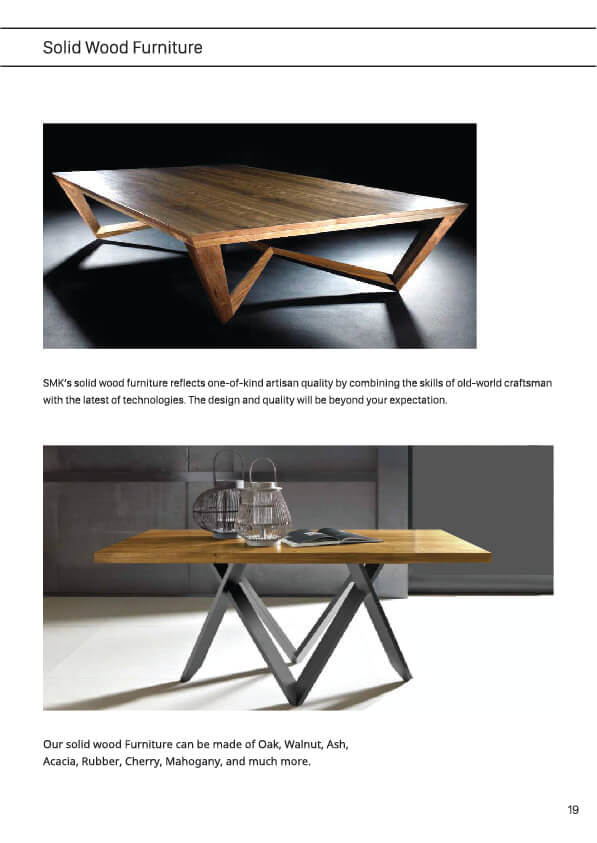 Solid Wood Furniture
SMK's solid wood furniture reflects one-of-kind artisan quality by combining the skills of old-world craftsman
with the latest of technologies. The design and quality will be beyond your expectation.
Our solid wood Furniture can be made of Oak, Walnut, Ash,
Acacia, Rubber, Cherry, Mahogany, and much more.
19